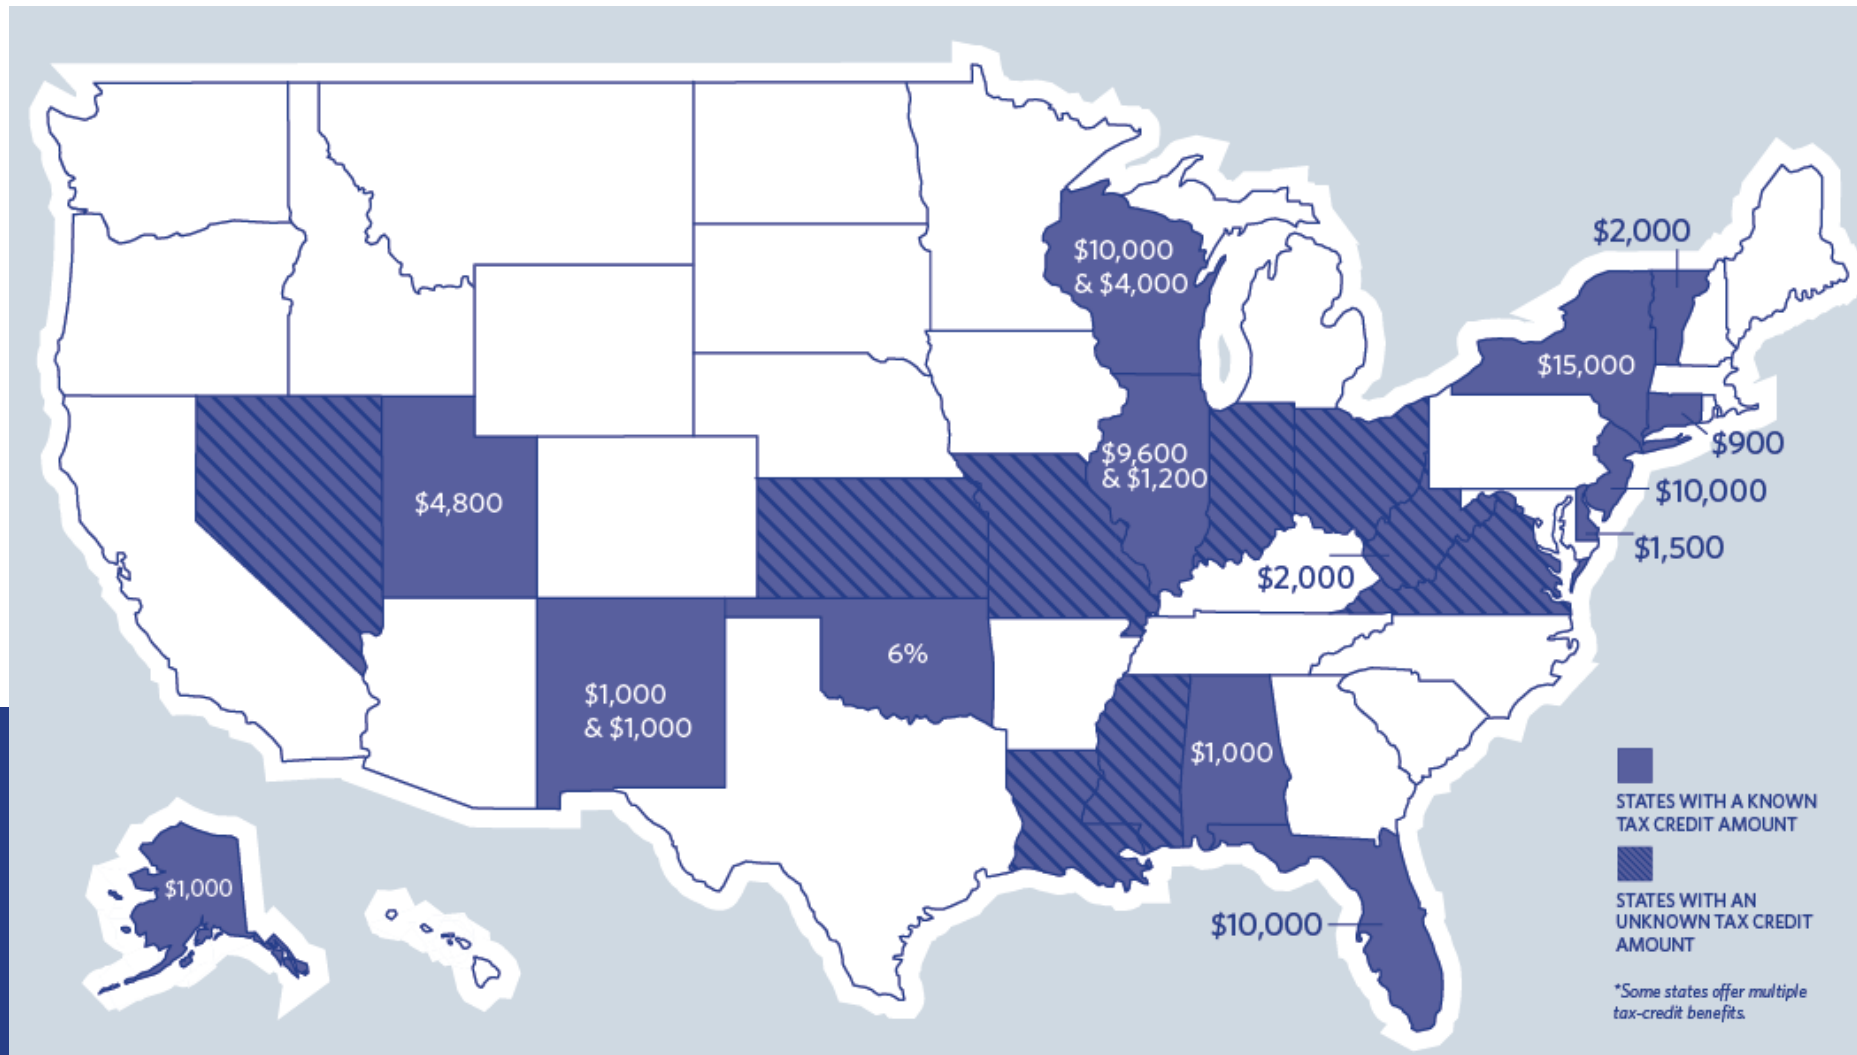 $2,000
$10,000
& $4,000
$15,000
$9,600
& $1,200
$900
$4,800
$10,000
$1,500
$2,000
6%
$1,000
& $1,000
$1,000
$1,000
$10,000
STATES WITH A KNOWN
TAX CREDIT AMOUNT
STATES WITH AN
UNKNOWN TAX CREDIT
AMOUNT
*Some states offer multiple
tax-credit benefits.